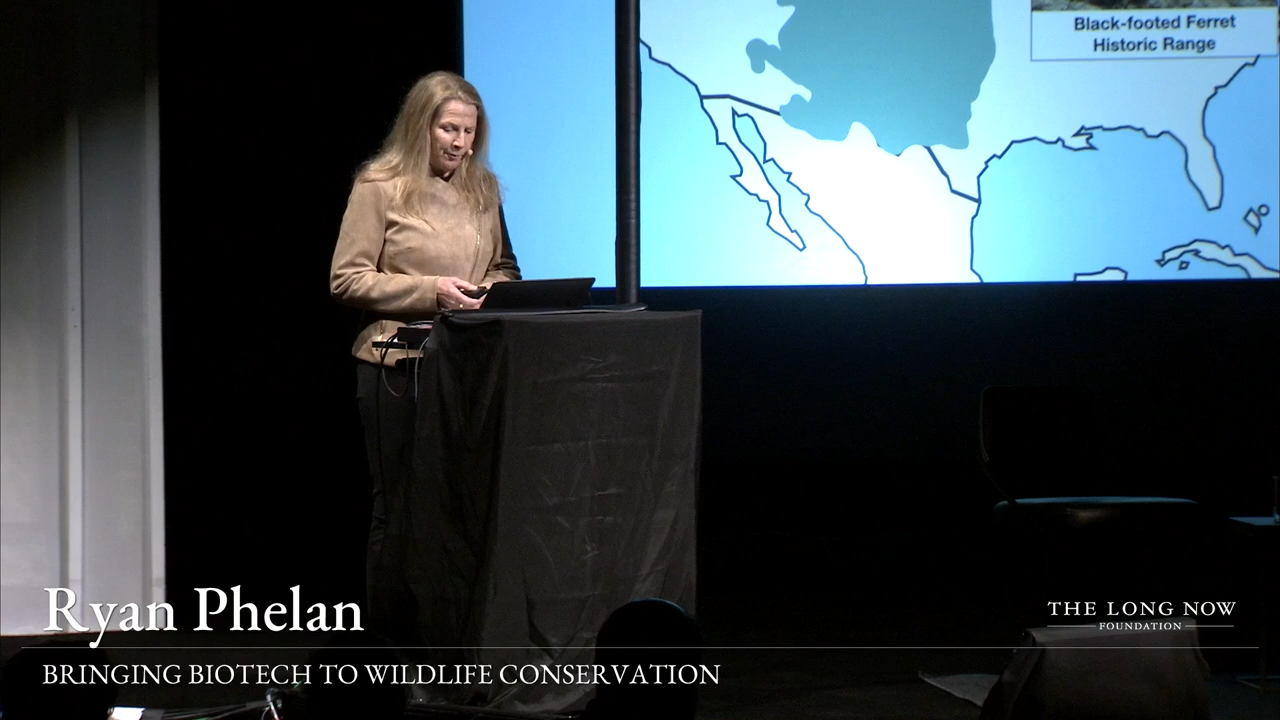 Black-footed Ferret
Historic Range
Ryan Phelan
THE LONG NOW
FOUNDATION
BRINGING BIOTECH TO WILDLIFE CONSERVATION